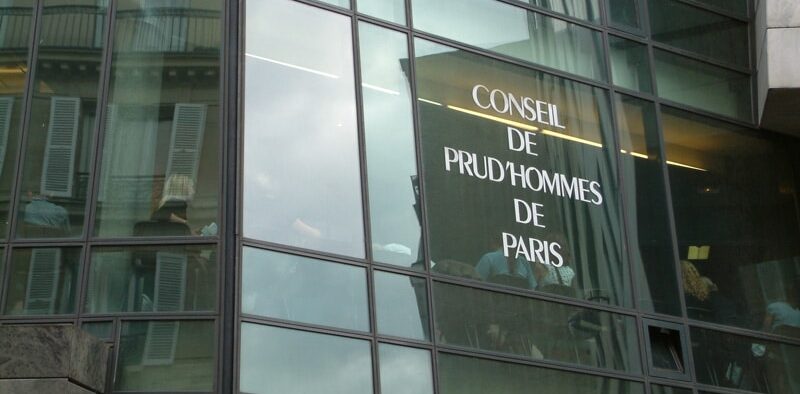 CONSEIL
DE
PRUD'HOMMES
DE
PARIS